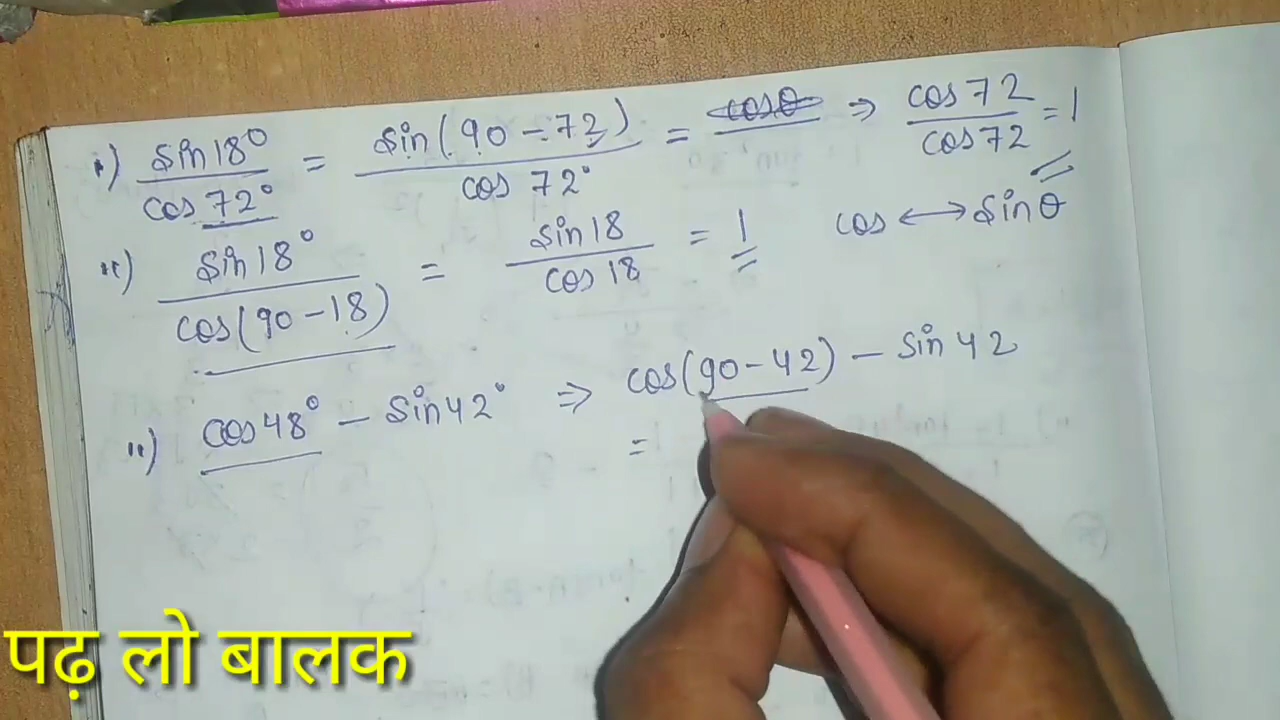 i) sin18° / cos72° = sin(90-72) / cos 72° = cosθ ⇒ cos72 / cos72 = 1
cos ⟷ sinθ
ii) sin18° / cos(90-18) = sin18 / cos18 = 1
ii) cos48° - sin42° ⇒ cos(90-42) - sin42
=
पढ़ लो बालक